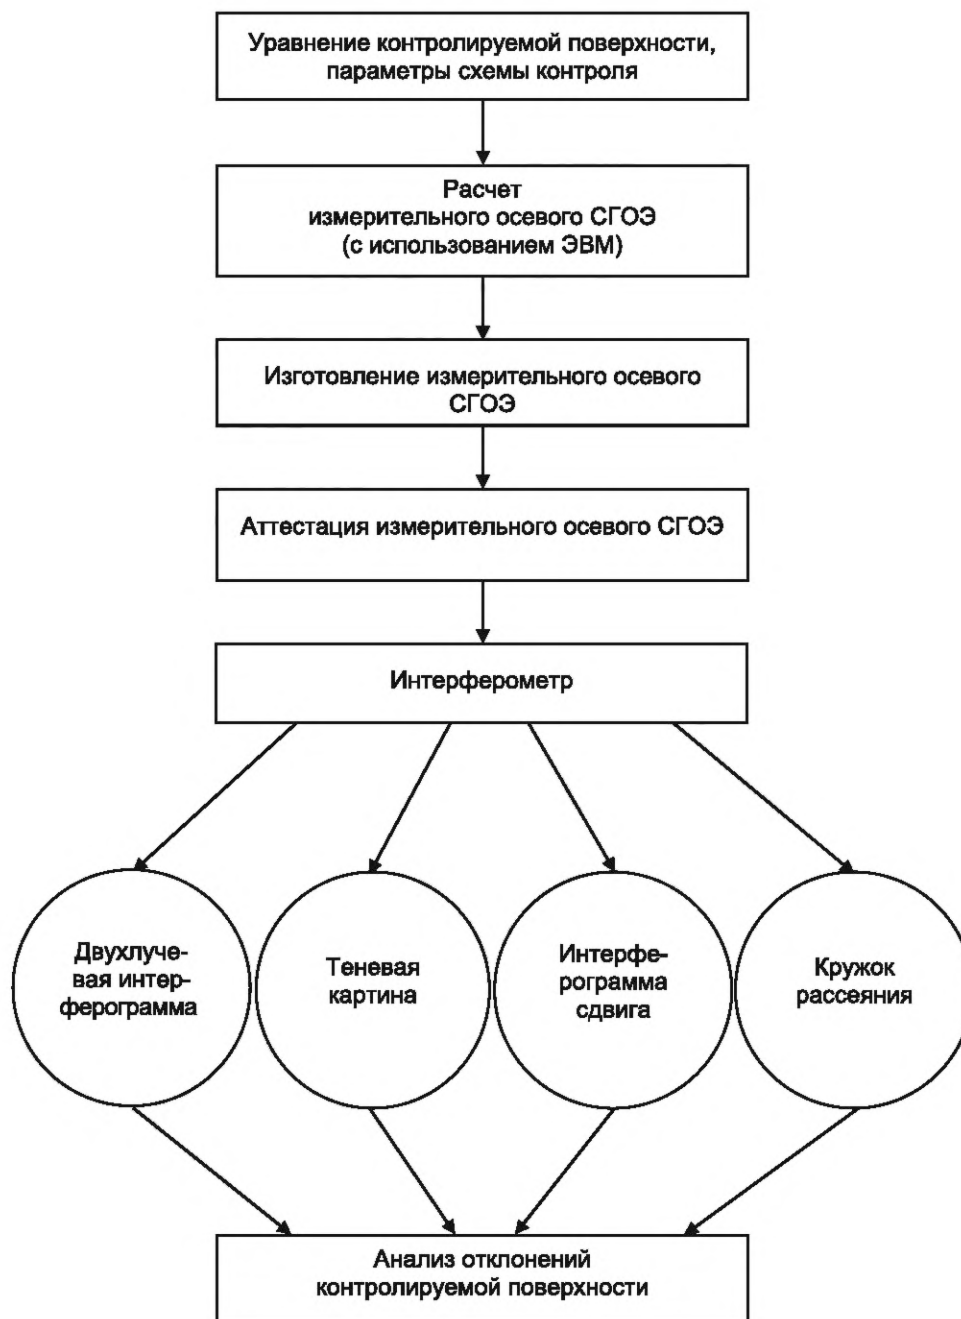 Уравнение контролируемой поверхности,
параметры схемы контроля
Расчет
измерительного осевого СГОЭ
(с использованием ЭВМ)
Изготовление измерительного осевого
СГОЭ
Аттестация измерительного осевого СГОЭ
Интерферометр
Двухлуче-
вая интер-
ферограмма
Теневая
картина
Интерфе-
рограмма
сдвига
Кружок
рассеяния
Анализ отклонений
контролируемой поверхности